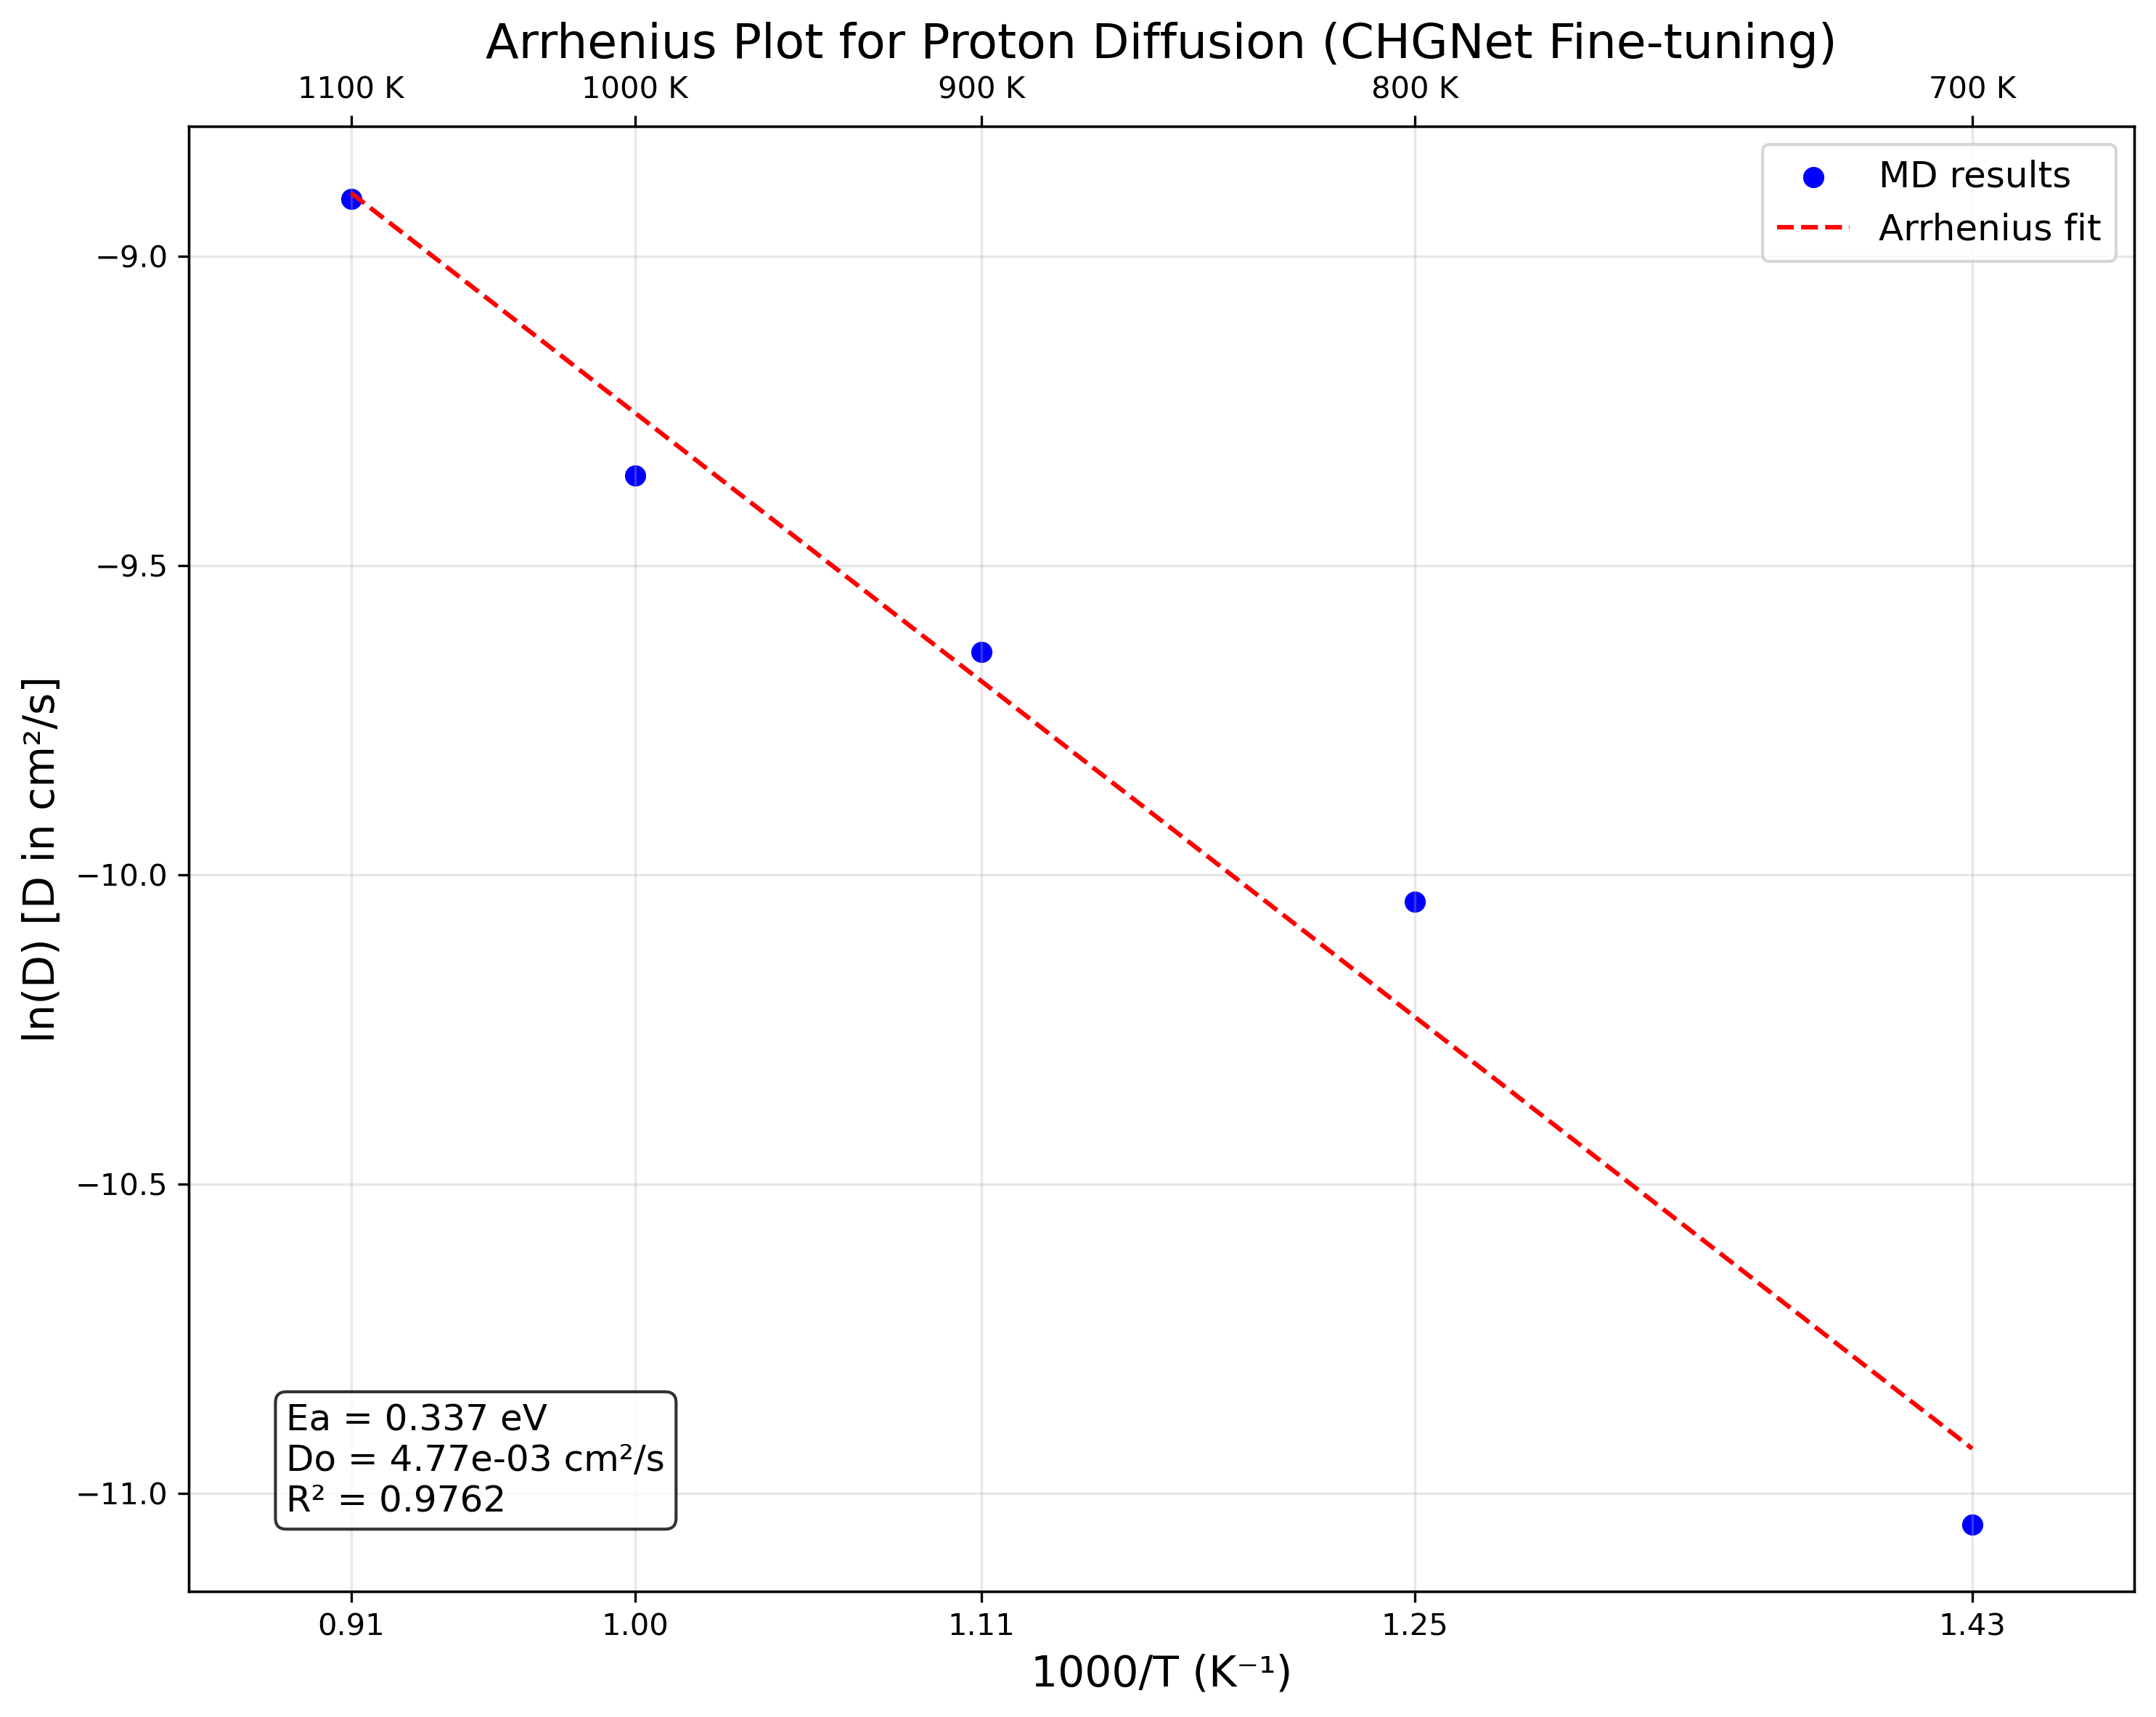 Arrhenius Plot for Proton Diffusion (CHGNet Fine-tuning)
1100 K 1000 K 900 K 800 K 700 K
MD results
Arrhenius fit
−9.0
−9.5
−10.0
−10.5
−11.0
ln(D) [D in cm²/s]
Ea = 0.337 eV
Do = 4.77e-03 cm²/s
R² = 0.9762
0.91 1.00 1.11 1.25 1.43
1000/T (K⁻¹)